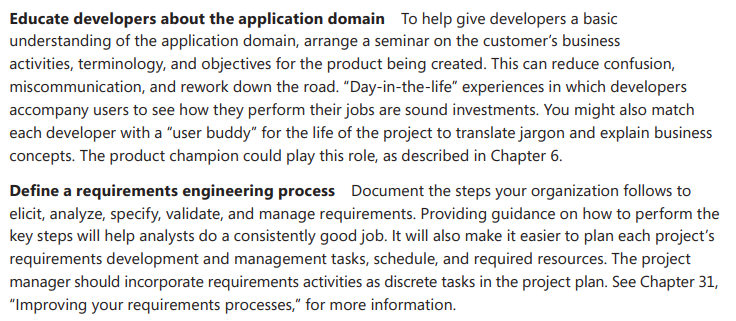 Educate developers about the application domain To help give developers a basic
understanding of the application domain, arrange a seminar on the customer’s business
activities, terminology, and objectives for the product being created. This can reduce confusion,
miscommunication, and rework down the road. “Day-in-the-life” experiences in which developers
accompany users to see how they perform their jobs are sound investments. You might also match
each developer with a “user buddy” for the life of the project to translate jargon and explain business
concepts. The product champion could play this role, as described in Chapter 6.
Define a requirements engineering process Document the steps your organization follows to
elicit, analyze, specify, validate, and manage requirements. Providing guidance on how to perform the
key steps will help analysts do a consistently good job. It will also make it easier to plan each project’s
requirements development and management tasks, schedule, and required resources. The project
manager should incorporate requirements activities as discrete tasks in the project plan. See Chapter 31,
“Improving your requirements processes,” for more information.